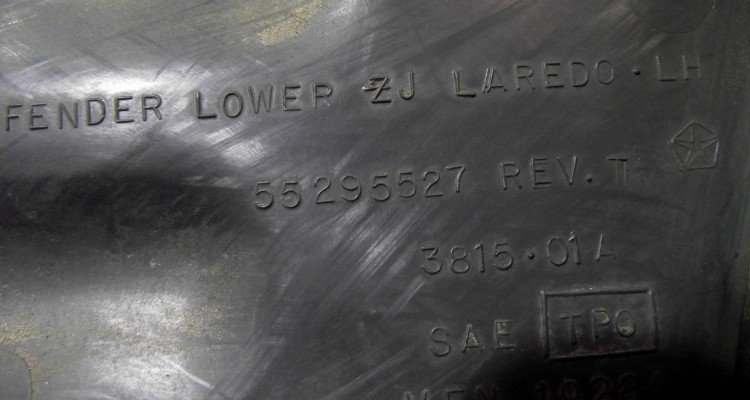 FENDER LOWER ZJ LAREDO · LH
55295527 REV.
3815·01A
SAE TPO